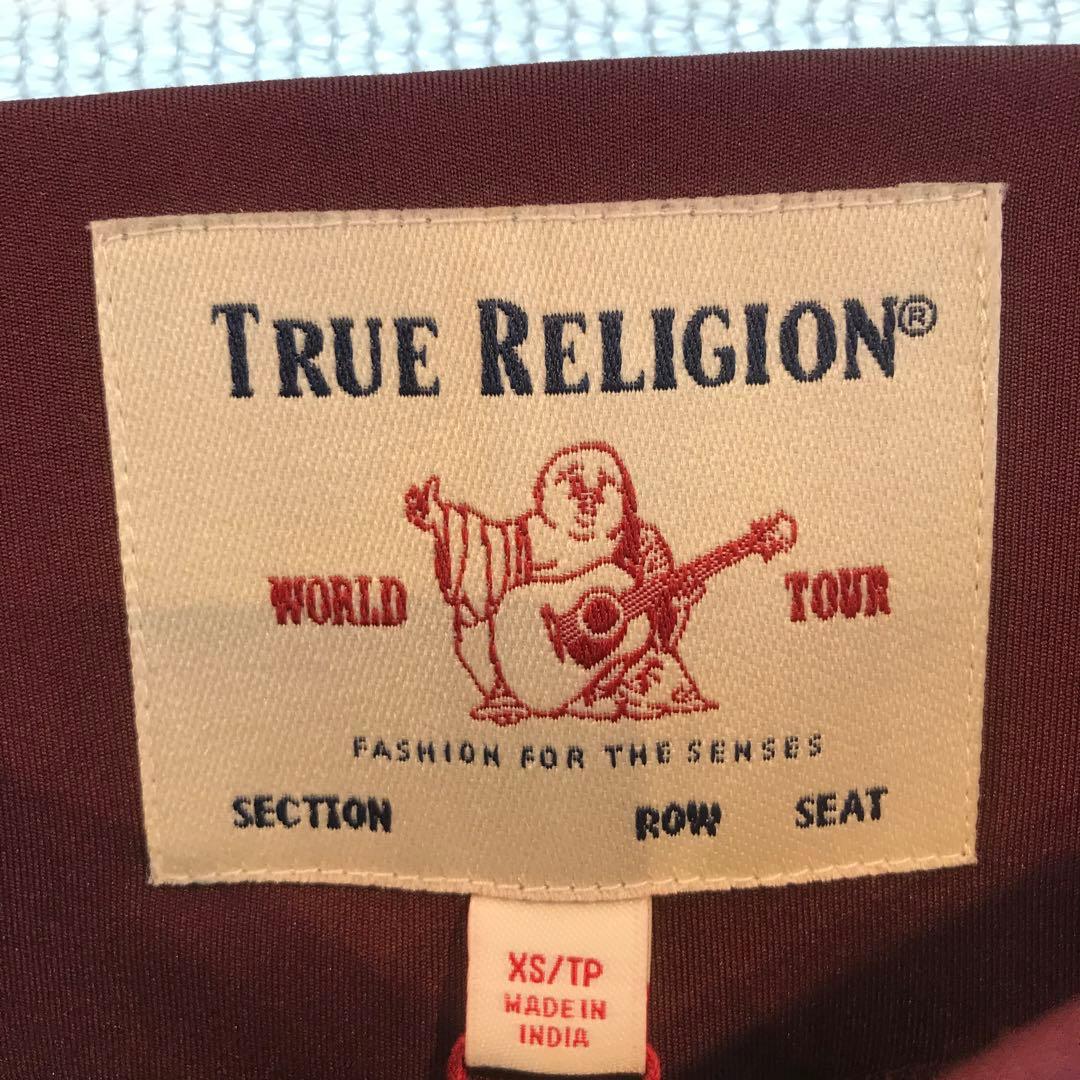 TRUE RELIGION®
WORLD TOUR
FASHION FOR THE SENSES
SECTION ROW SEAT
XS/TP
MADE IN
INDIA